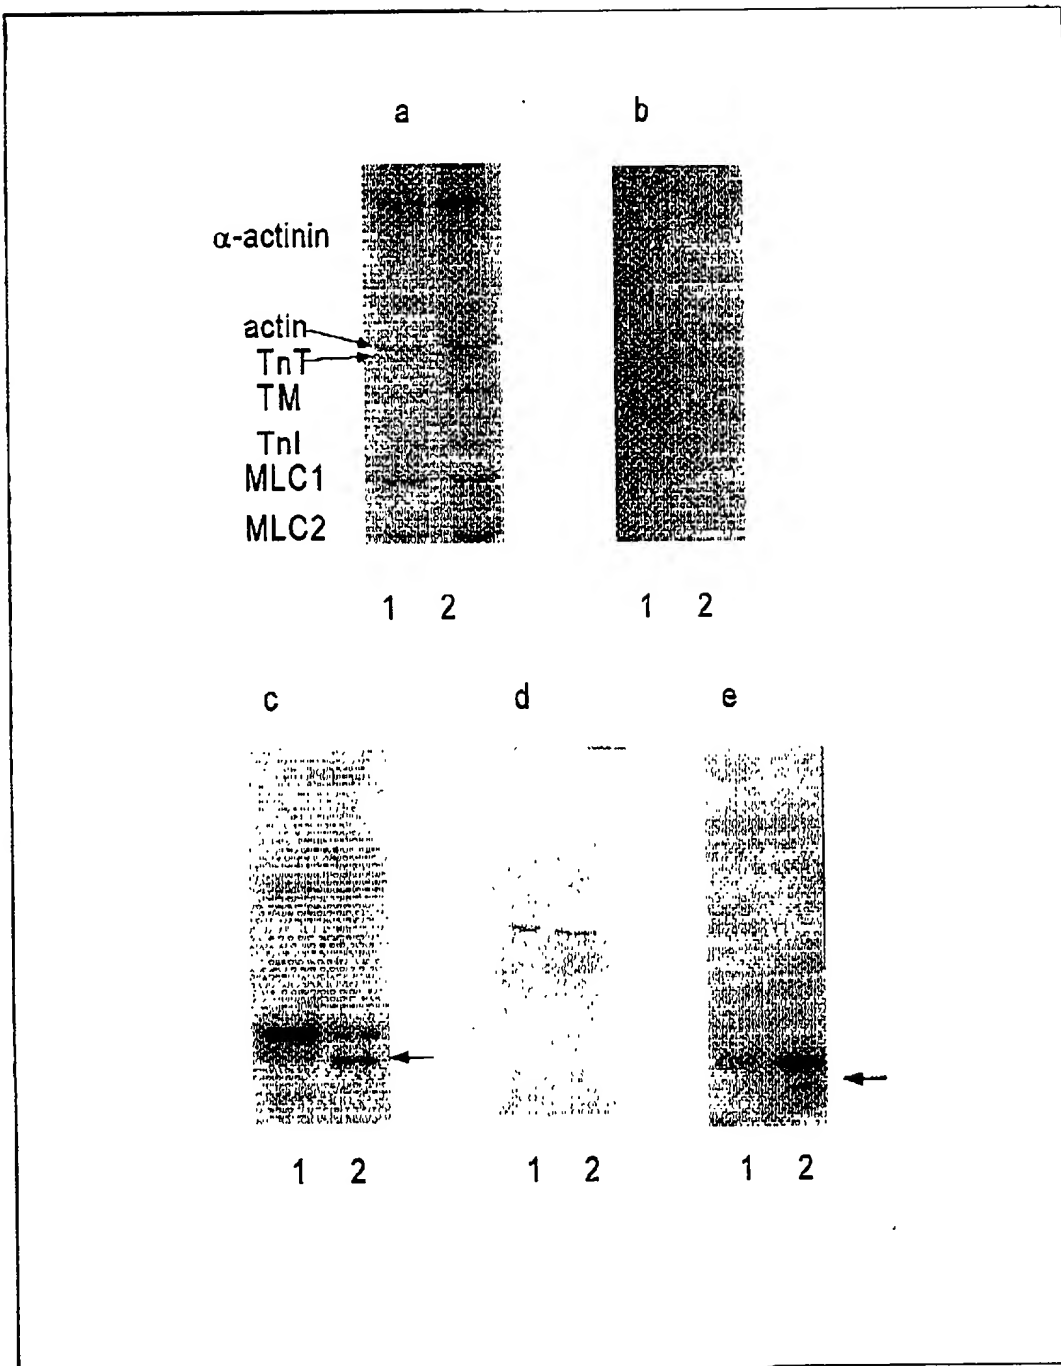 a b
α-actinin
actin
TnT
TM
TnI
MLC1
MLC2
1 2 1 2
c d e
1 2 1 2 1 2